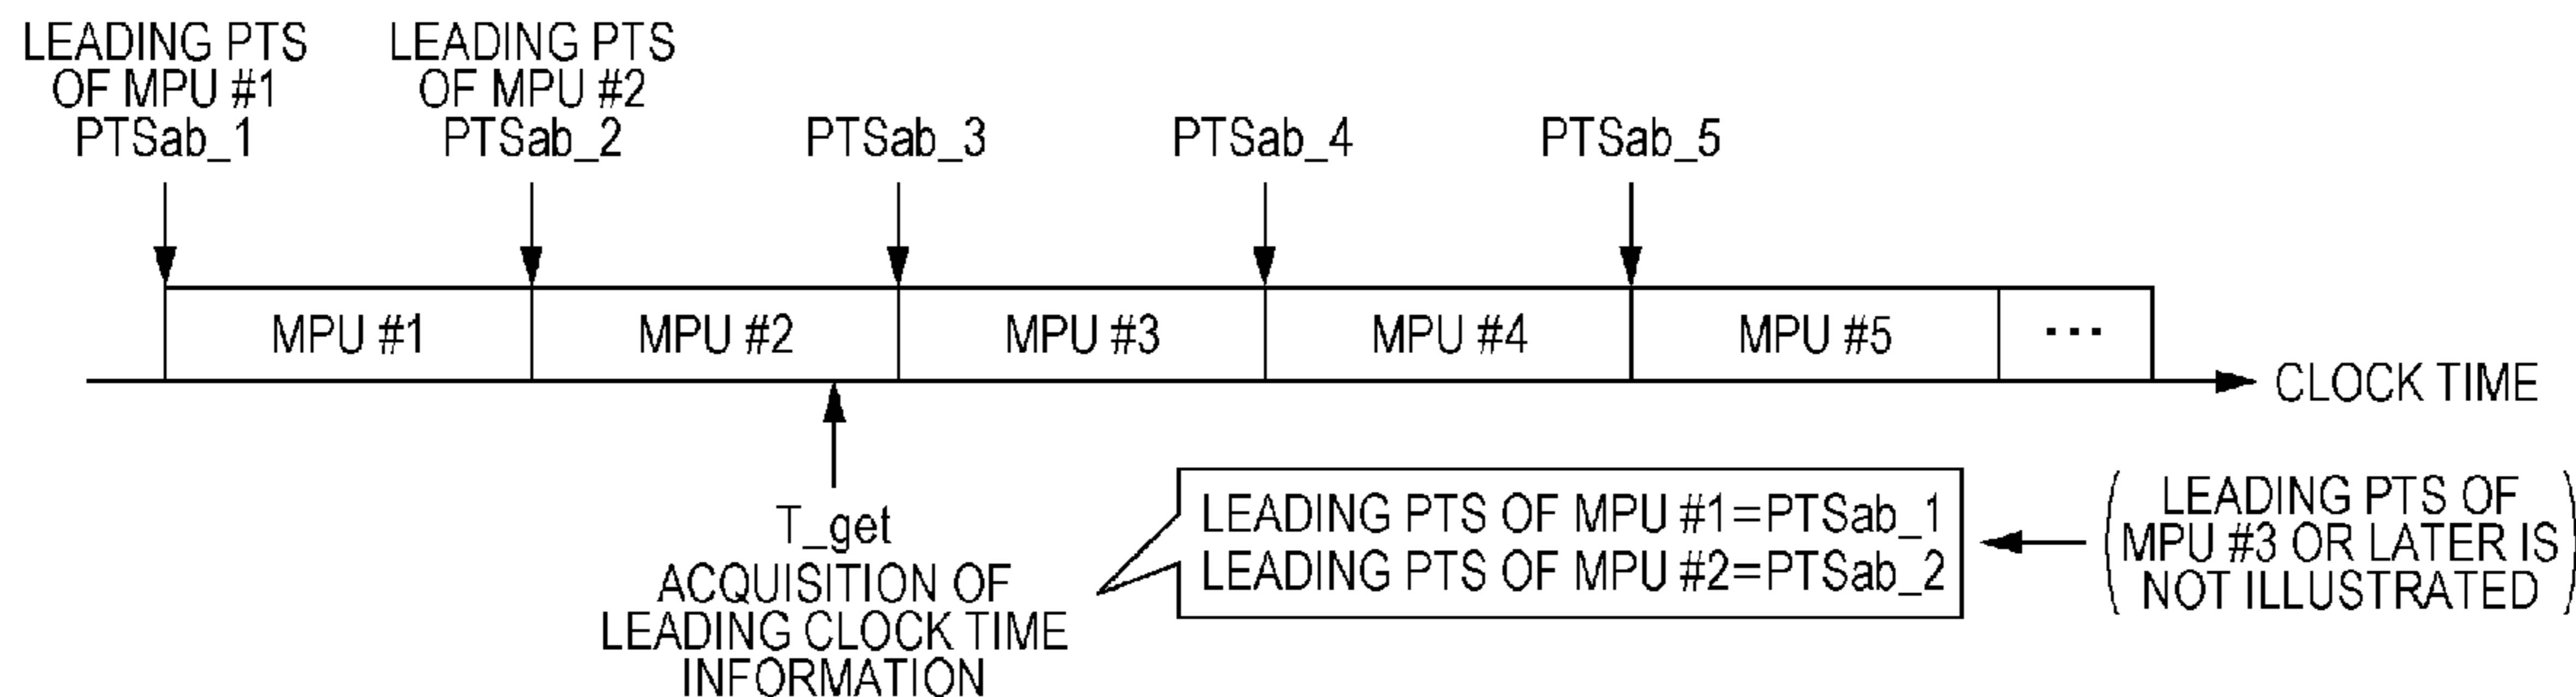 LEADING PTS
OF MPU #1
PTSab_1
LEADING PTS
OF MPU #2
PTSab_2
PTSab_3
PTSab_4
PTSab_5
MPU #1
MPU #2
MPU #3
MPU #4
MPU #5
...
CLOCK TIME
T_get
ACQUISITION OF
LEADING CLOCK TIME
INFORMATION
LEADING PTS OF MPU #1=PTSab_1
LEADING PTS OF MPU #2=PTSab_2
(LEADING PTS OF
MPU #3 OR LATER IS
NOT ILLUSTRATED)